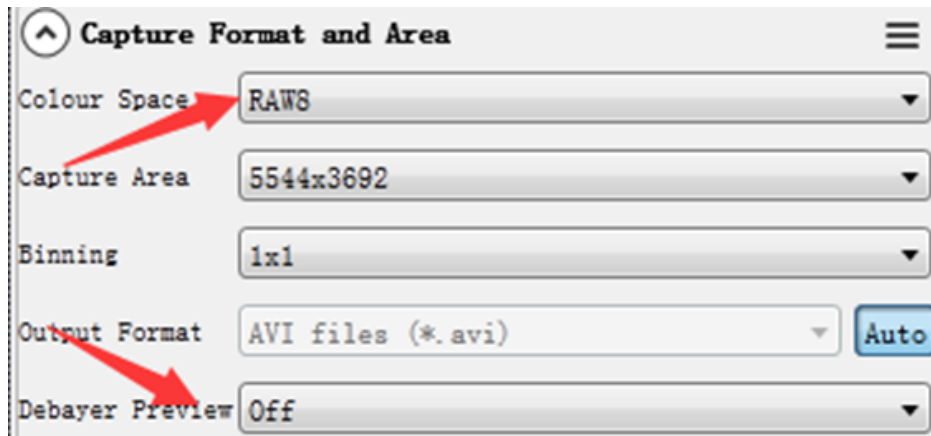 Capture Format and Area
Colour Space RAW8
Capture Area 5544x3692
Binning 1x1
Output Format AVI files (*.avi) Auto
Debayer Preview Off